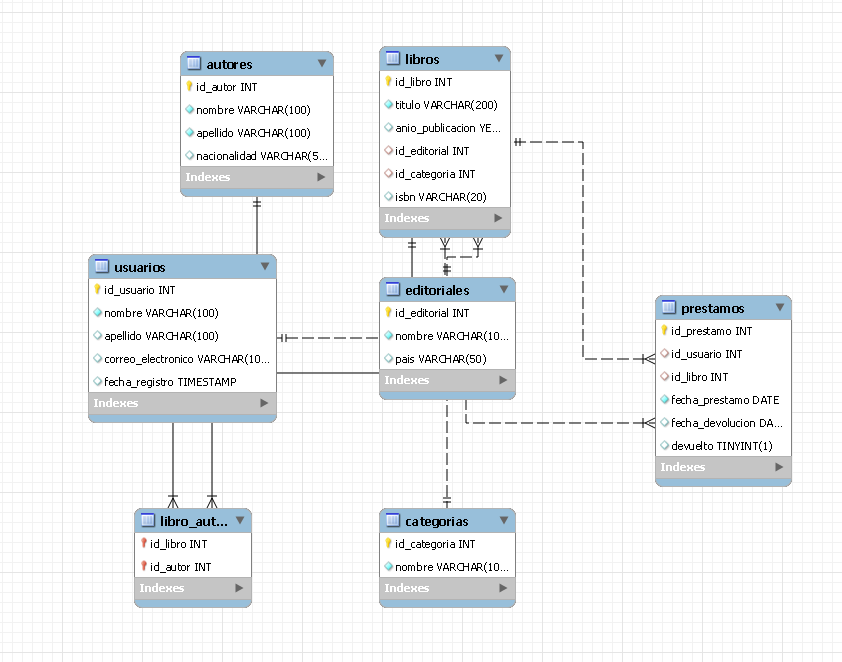 autores
id_autor INT
nombre VARCHAR(100)
apellido VARCHAR(100)
nacionalidad VARCHAR(5...
Indexes
libros
id_libro INT
titulo VARCHAR(200)
anio_publicacion YE...
id_editorial INT
id_categoria INT
isbn VARCHAR(20)
Indexes
usuarios
id_usuario INT
nombre VARCHAR(100)
apellido VARCHAR(100)
correo_electronico VARCHAR(10...
fecha_registro TIMESTAMP
Indexes
editoriales
id_editorial INT
nombre VARCHAR(10...
pais VARCHAR(50)
Indexes
prestamos
id_prestamo INT
id_usuario INT
id_libro INT
fecha_prestamo DATE
fecha_devolucion DA...
devuelto TINYINT(1)
Indexes
libro_aut...
id_libro INT
id_autor INT
Indexes
categorias
id_categoria INT
nombre VARCHAR(10...
Indexes